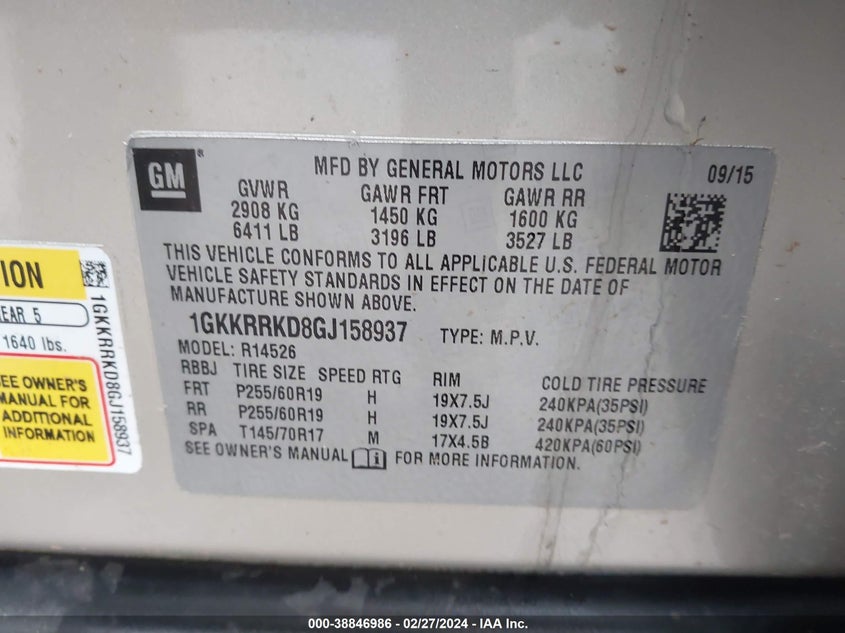 GM®
MFD BY GENERAL MOTORS LLC 09/15
GVWR GAWR FRT GAWR RR
2908 KG 1450 KG 1600 KG
6411 LB 3196 LB 3527 LB
THIS VEHICLE CONFORMS TO ALL APPLICABLE U.S. FEDERAL MOTOR
VEHICLE SAFETY STANDARDS IN EFFECT ON THE DATE OF
MANUFACTURE SHOWN ABOVE.
1GKKRRKD8GJ158937 TYPE: M.P.V.
MODEL: R14526
RBBJ TIRE SIZE SPEED RTG RIM COLD TIRE PRESSURE
FRT P255/60R19 H 19X7.5J 240KPA(35PSI)
RR P255/60R19 H 19X7.5J 240KPA(35PSI)
SPA T145/70R17 M 17X4.5B 420KPA(60PSI)
SEE OWNER'S MANUAL FOR MORE INFORMATION.
EAR 5
1640 lbs.
SEE OWNER'S
MANUAL FOR
ADDITIONAL
INFORMATION
1GKKRRKD8GJ158937
000-38846986 - 02/27/2024 - IAA Inc.